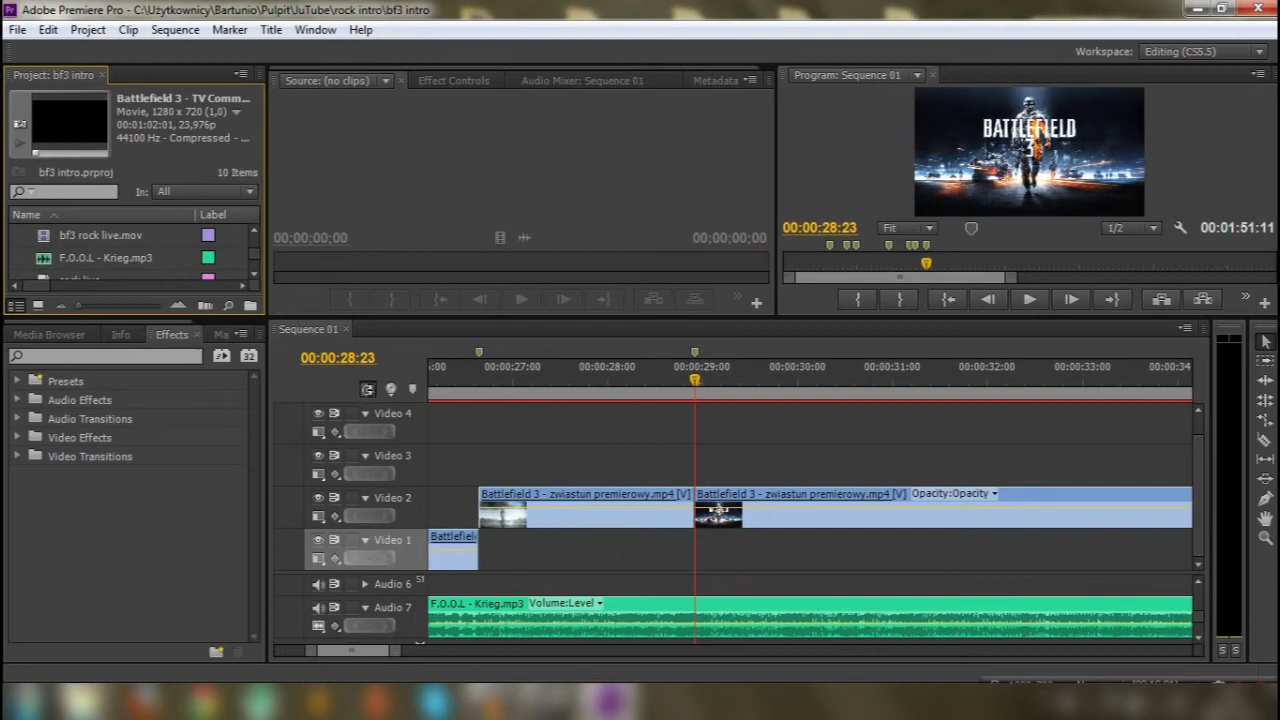 Adobe Premiere Pro - C:\Użytkownicy\Bartunio\Pulpit\JuTube\rock intro\bf3 intro
File Edit Project Clip Sequence Marker Title Window Help
Workspace: Editing (CS5.5)
Project: bf3 intro
Battlefield 3 - TV Comm...
Movie, 1280 x 720 (1,0)
00:01:02:01, 23,976p
44100 Hz - Compressed - ...
bf3 intro.prproj 10 Items
In: All
Name Label
bf3 rock live.mov
F.O.O.L - Krieg.mp3
rock live
Source: (no clips) Effect Controls Audio Mixer: Sequence 01 Metadata
00;00;00;00 00;00;00;00
Program: Sequence 01
BATTLEFIELD
3
00:00:28:23 Fit 1/2 00:01:51:11
Media Browser Info Effects Ma
32
Presets
Audio Effects
Audio Transitions
Video Effects
Video Transitions
Sequence 01
00:00:28:23
:00 00:00:27:00 00:00:28:00 00:00:29:00 00:00:30:00 00:00:31:00 00:00:32:00 00:00:33:00 00:00:34
Video 4
Video 3
Video 2 Battlefield 3 - zwiastun premierowy.mp4 [V] Battlefield 3 - zwiastun premierowy.mp4 [V] Opacity:Opacity
Video 1 Battlefiel
Audio 6 S1
Audio 7 F.O.O.L - Krieg.mp3 Volume:Level
S S